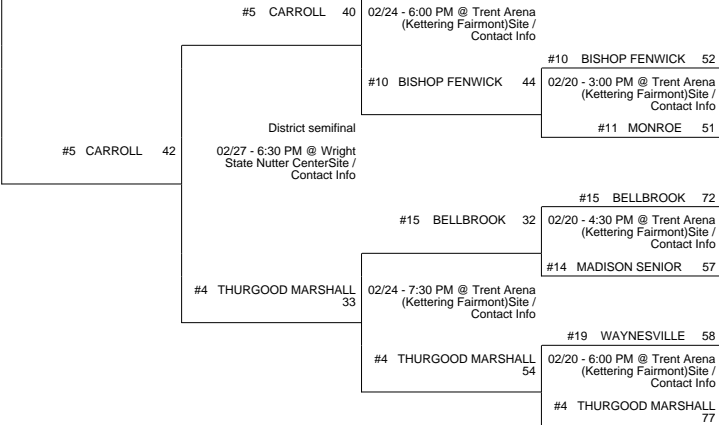 #5 CARROLL 40
02/24 - 6:00 PM @ Trent Arena
(Kettering Fairmont)Site /
Contact Info
#10 BISHOP FENWICK 52
#10 BISHOP FENWICK 44
02/20 - 3:00 PM @ Trent Arena
(Kettering Fairmont)Site /
Contact Info
District semifinal
#11 MONROE 51
#5 CARROLL 42
02/27 - 6:30 PM @ Wright
State Nutter CenterSite /
Contact Info
#15 BELLBROOK 72
#15 BELLBROOK 32
02/20 - 4:30 PM @ Trent Arena
(Kettering Fairmont)Site /
Contact Info
#14 MADISON SENIOR 57
#4 THURGOOD MARSHALL
33
02/24 - 7:30 PM @ Trent Arena
(Kettering Fairmont)Site /
Contact Info
#19 WAYNESVILLE 58
#4 THURGOOD MARSHALL
54
02/20 - 6:00 PM @ Trent Arena
(Kettering Fairmont)Site /
Contact Info
#4 THURGOOD MARSHALL
77